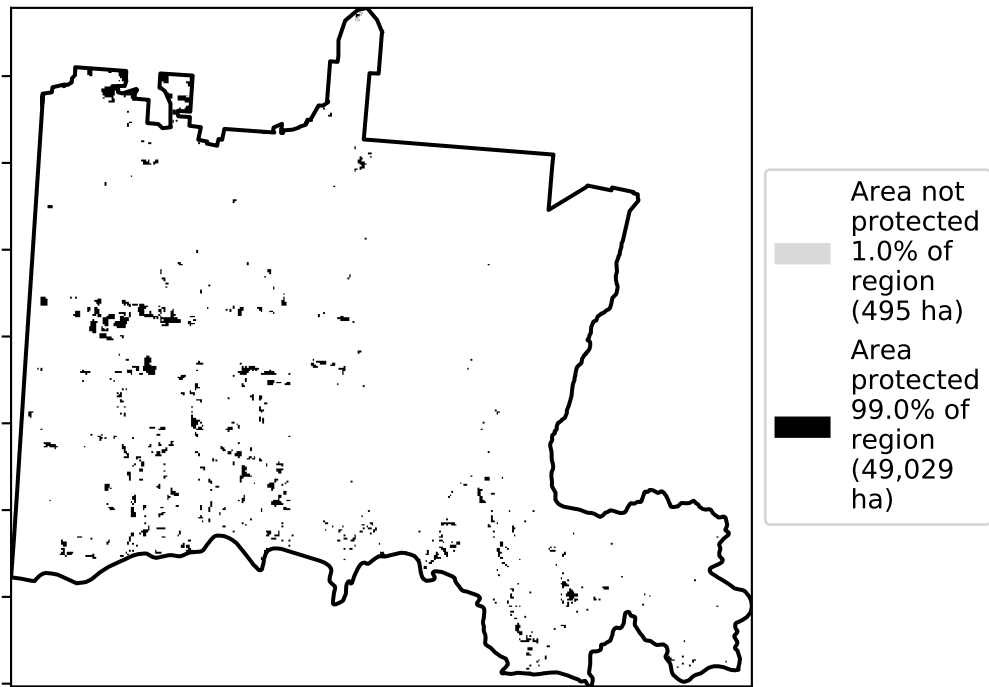 Area not
protected
1.0% of
region
(495 ha)
Area
protected
99.0% of
region
(49,029
ha)